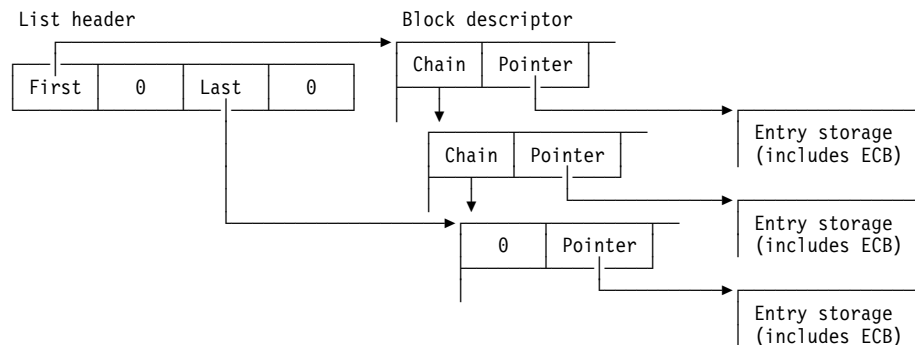 List header
Block descriptor
Chain Pointer
First 0 Last 0
Entry storage
(includes ECB)
Chain Pointer
Entry storage
(includes ECB)
0 Pointer
Entry storage
(includes ECB)